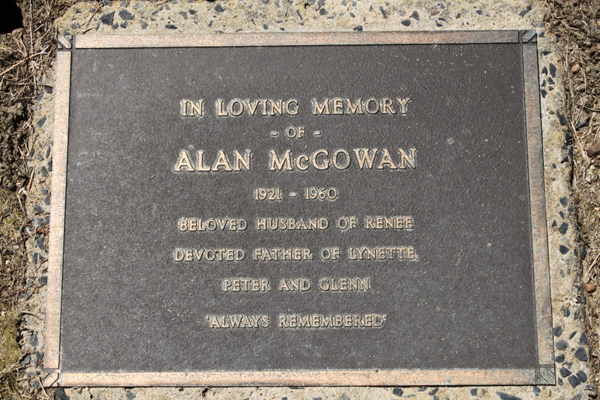 IN LOVING MEMORY
- OF -
ALAN McGOWAN
1921 - 1960
BELOVED HUSBAND OF RENEE
DEVOTED FATHER OF LYNETTE,
PETER AND GLENN
'ALWAYS REMEMBERED'